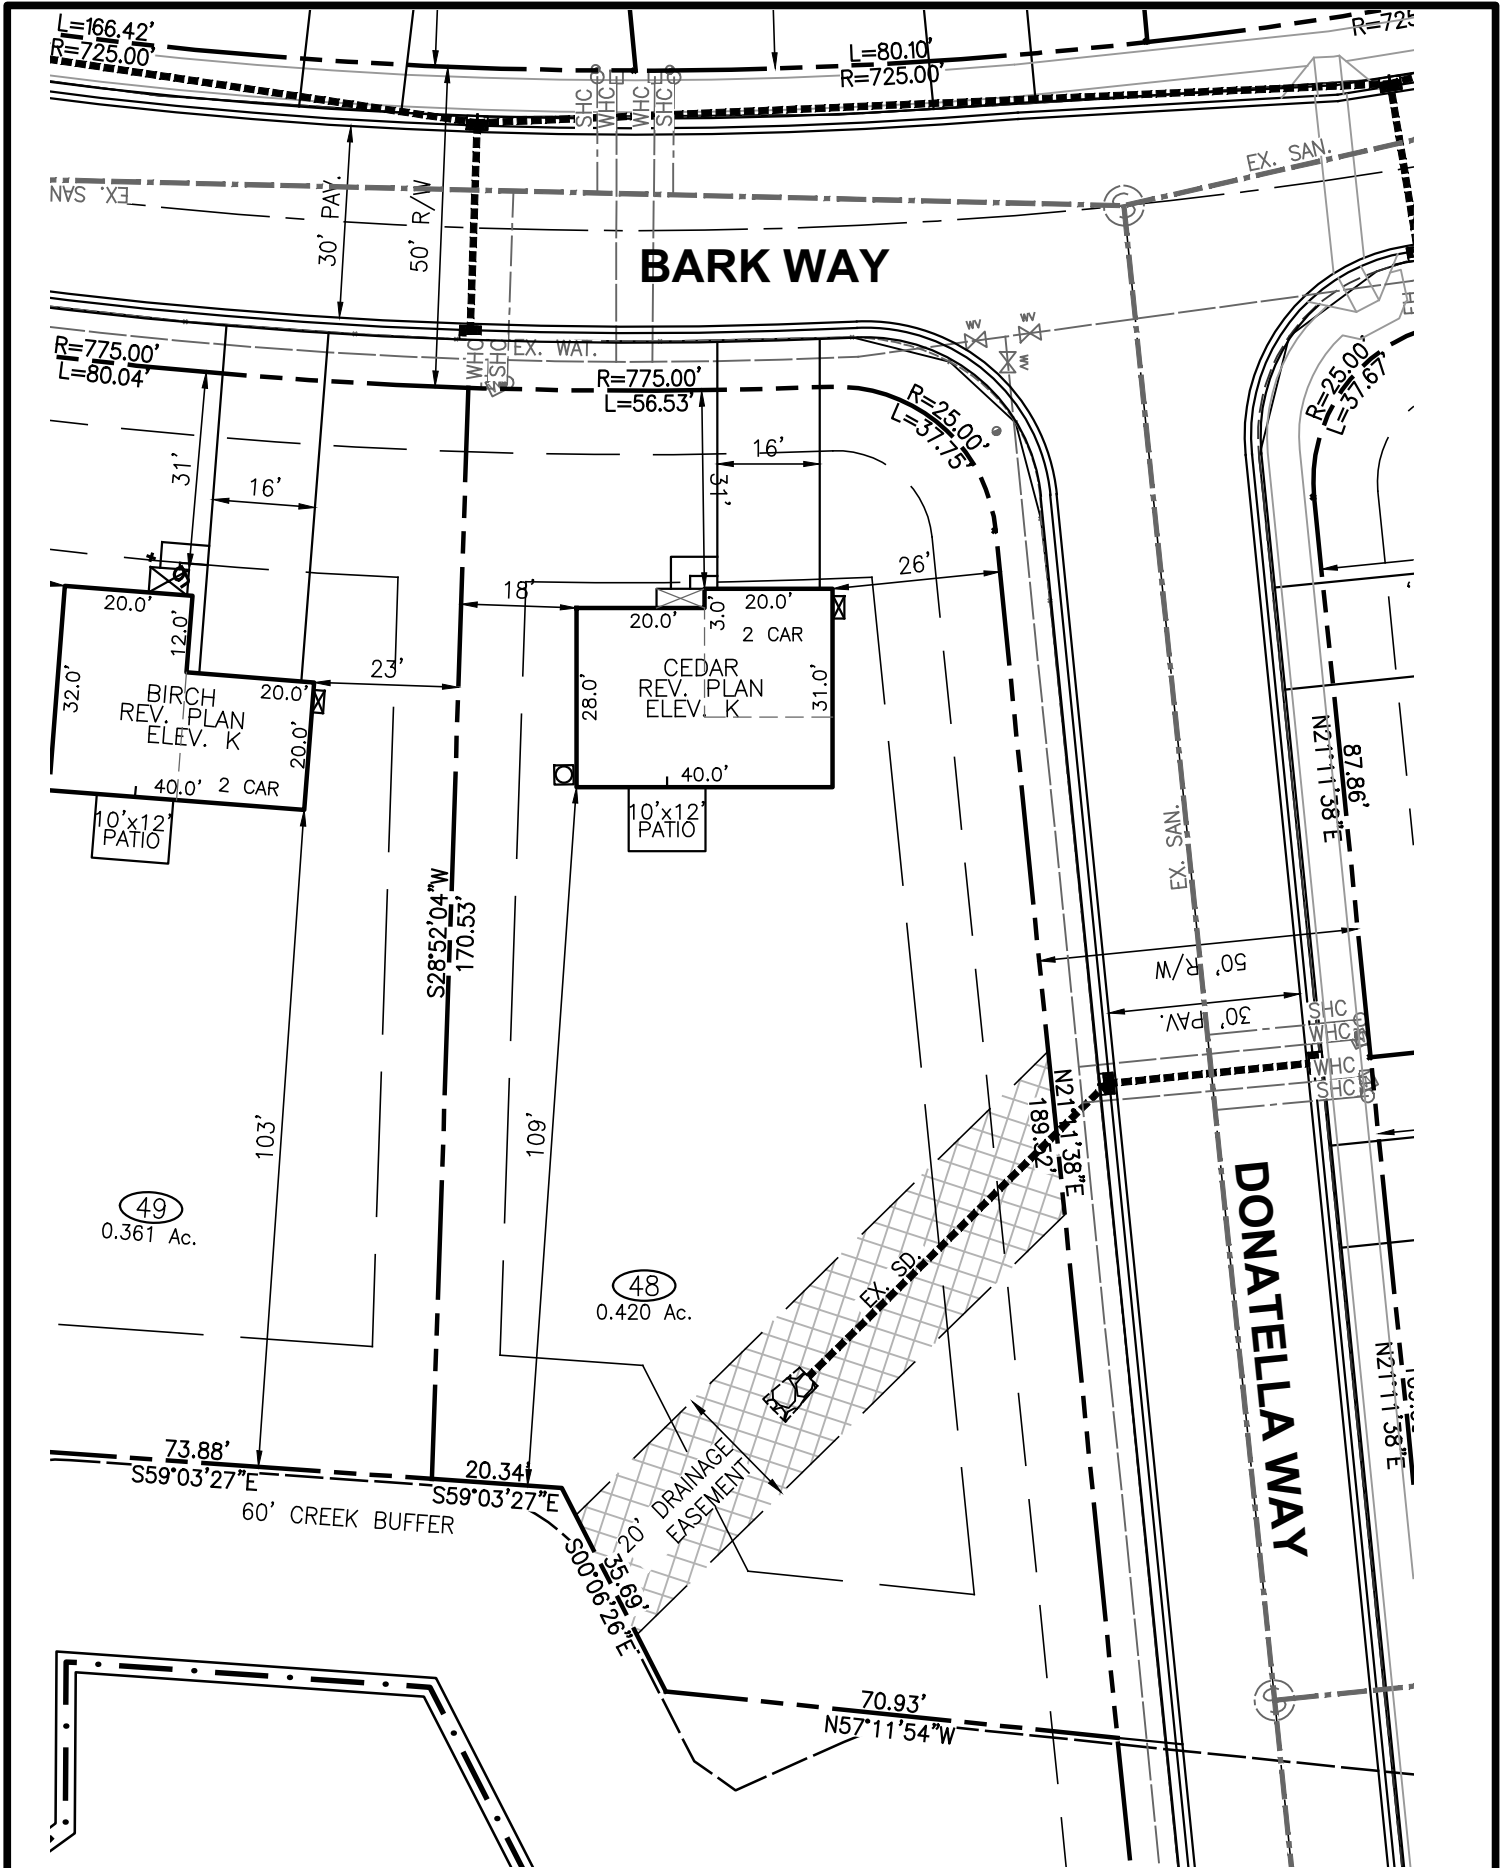 L=166.42'
R=725.00'
L=80.10'
R=725.00'
SHC
WHC
WHC
SHC
EX. SAN.
EX. SAN
30' PAV.
50' R/W
BARK WAY
WV
WV
WV
R=775.00'
L=80.04'
WHC
SHC
EX. WAT.
R=775.00'
L=56.53'
R=25.00'
L=37.75'
R=25.00'
L=37.67'
31'
16'
31'
16'
26'
18'
23'
20.0'
12.0'
32.0'
BIRCH
REV. PLAN
ELEV. K
20.0'
20.0'
40.0'
2 CAR
10'x12'
PATIO
20.0'
3.0'
20.0'
2 CAR
CEDAR
REV. PLAN
ELEV. K
28.0'
31.0'
40.0'
10'x12'
PATIO
87.86'
N21°11'38"E
EX. SAN.
S28°52'04"W
170.53'
50' R/W
30' PAV.
SHC
WHC
WHC
SHC
N21°11'38"E
189.52'
103'
109'
49
0.361 Ac.
48
0.420 Ac.
EX. SD.
DONATELLA WAY
N21°11'38"E
20' DRAINAGE
EASEMENT
73.88'
S59°03'27"E
20.34'
S59°03'27"E
60' CREEK BUFFER
35.69'
S00°06'26"E
70.93'
N57°11'54"W